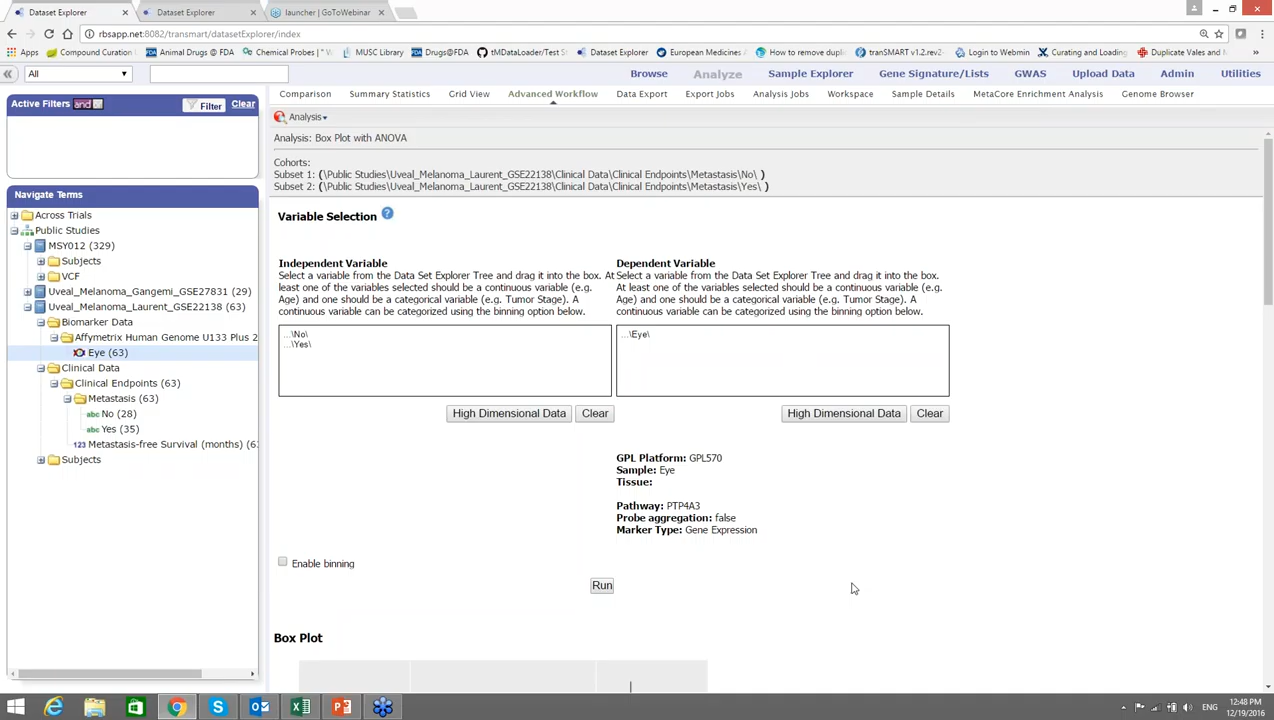 Dataset Explorer
Dataset Explorer
launcher | GoToWebinar
rbsapp.net:8082/transmart/datasetExplorer/index
Apps
Compound Curation
Animal Drugs @ FDA
Chemical Probes | "
MUSC Library
Drugs@FDA
tMDataLoader/Test S
Dataset Explorer
European Medicines
How to remove dupli
tranSMART v1.2.rev2
Login to Webmin
Curating and Loading
Duplicate Vales and
All
Browse
Analyze
Sample Explorer
Gene Signature/Lists
GWAS
Upload Data
Admin
Utilities
Active Filters and
Filter
Clear
Comparison
Summary Statistics
Grid View
Advanced Workflow
Data Export
Export Jobs
Analysis Jobs
Workspace
Sample Details
MetaCore Enrichment Analysis
Genome Browser
Analysis
Analysis: Box Plot with ANOVA
Cohorts:
Subset 1: (\Public Studies\Uveal_Melanoma_Laurent_GSE22138\Clinical Data\Clinical Endpoints\Metastasis\No\ )
Subset 2: (\Public Studies\Uveal_Melanoma_Laurent_GSE22138\Clinical Data\Clinical Endpoints\Metastasis\Yes\ )
Navigate Terms
Across Trials
Public Studies
MSY012 (329)
Subjects
VCF
Uveal_Melanoma_Gangemi_GSE27831 (29)
Uveal_Melanoma_Laurent_GSE22138 (63)
Biomarker Data
Affymetrix Human Genome U133 Plus 2
Eye (63)
Clinical Data
Clinical Endpoints (63)
Metastasis (63)
abc No (28)
abc Yes (35)
123 Metastasis-free Survival (months) (6
Subjects
Variable Selection ?
Independent Variable
Select a variable from the Data Set Explorer Tree and drag it into the box. At
least one of the variables selected should be a continuous variable (e.g.
Age) and one should be a categorical variable (e.g. Tumor Stage). A
continuous variable can be categorized using the binning option below.
...\No\
...\Yes\
High Dimensional Data
Clear
Dependent Variable
Select a variable from the Data Set Explorer Tree and drag it into the box.
At least one of the variables selected should be a continuous variable (e.g.
Age) and one should be a categorical variable (e.g. Tumor Stage). A
continuous variable can be categorized using the binning option below.
...\Eye\
High Dimensional Data
Clear
GPL Platform: GPL570
Sample: Eye
Tissue:
Pathway: PTP4A3
Probe aggregation: false
Marker Type: Gene Expression
Enable binning
Run
Box Plot
ENG
12:48 PM
12/19/2016